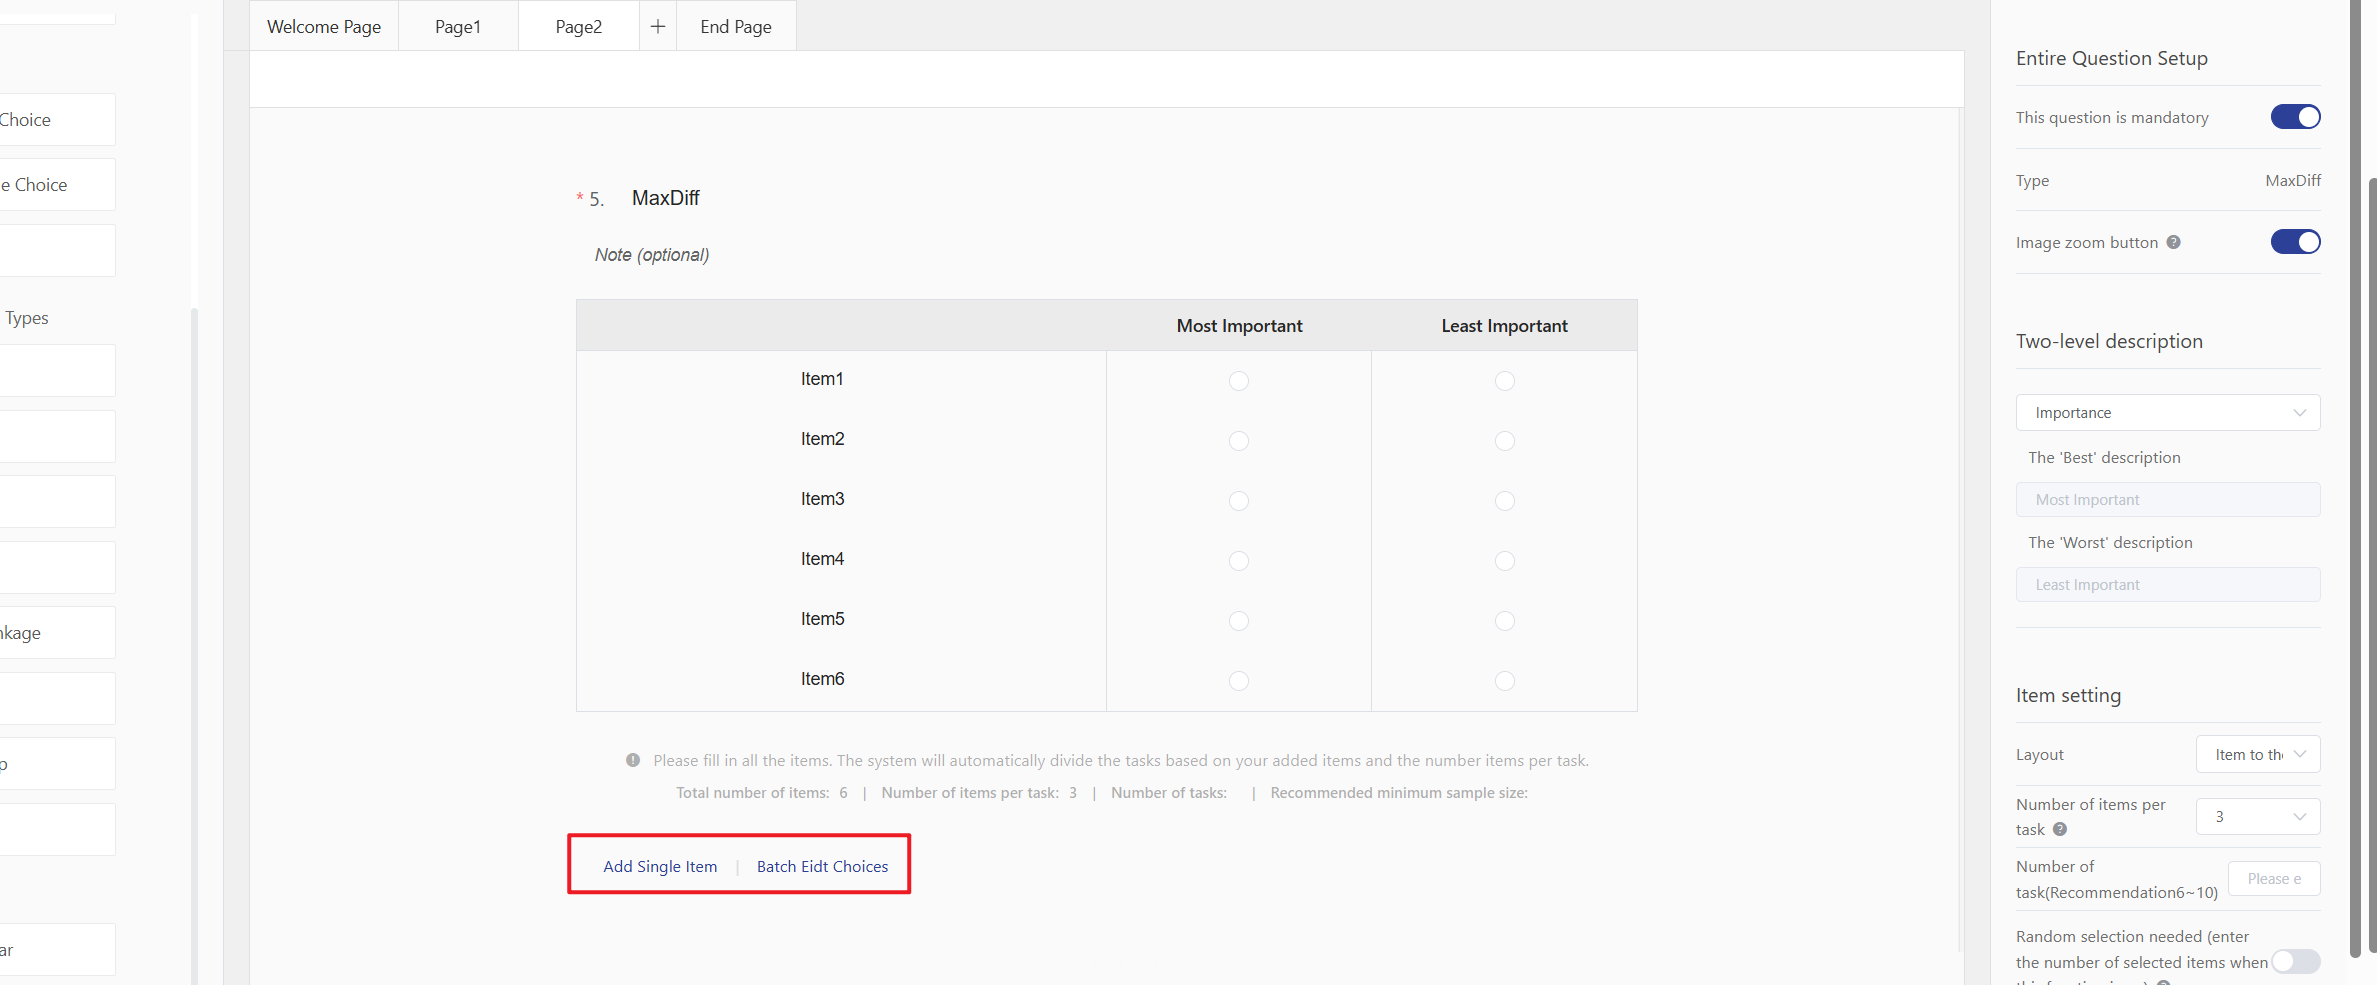 Welcome Page
Page1
Page2
+
End Page
Choice
e Choice
Types
nkage
p
ar
* 5. MaxDiff
Note (optional)
Most Important Least Important
Item1
Item2
Item3
Item4
Item5
Item6
Please fill in all the items. The system will automatically divide the tasks based on your added items and the number items per task.
Total number of items: 6 | Number of items per task: 3 | Number of tasks: | Recommended minimum sample size:
Add Single Item | Batch Eidt Choices
Entire Question Setup
This question is mandatory
Type MaxDiff
Image zoom button ?
Two-level description
Importance
The 'Best' description
Most Important
The 'Worst' description
Least Important
Item setting
Layout Item to the
Number of items per
task ? 3
Number of
task(Recommendation6~10) Please e
Random selection needed (enter
the number of selected items when